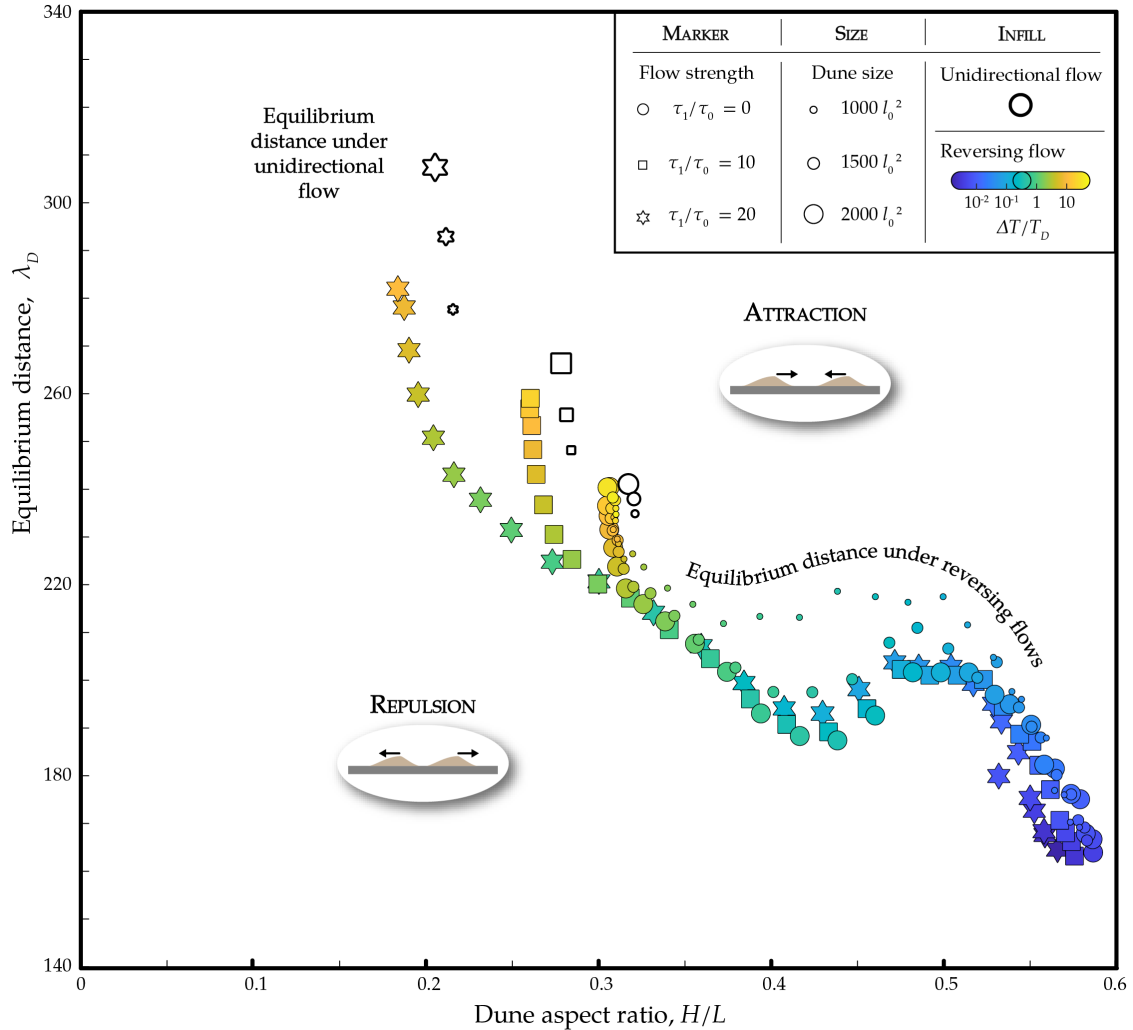 340
300
260
220
180
140
0
0.1
0.2
0.3
0.4
0.5
0.6
Equilibrium distance, λ_D
Dune aspect ratio, H/L
MARKER
SIZE
INFILL
Flow strength
τ₁/τ₀ = 0
τ₁/τ₀ = 10
τ₁/τ₀ = 20
Dune size
1000 l₀²
1500 l₀²
2000 l₀²
Unidirectional flow
Reversing flow
10⁻² 10⁻¹ 1 10
ΔT/T_D
Equilibrium
distance under
unidirectional
flow
ATTRACTION
Equilibrium distance under reversing flows
REPULSION